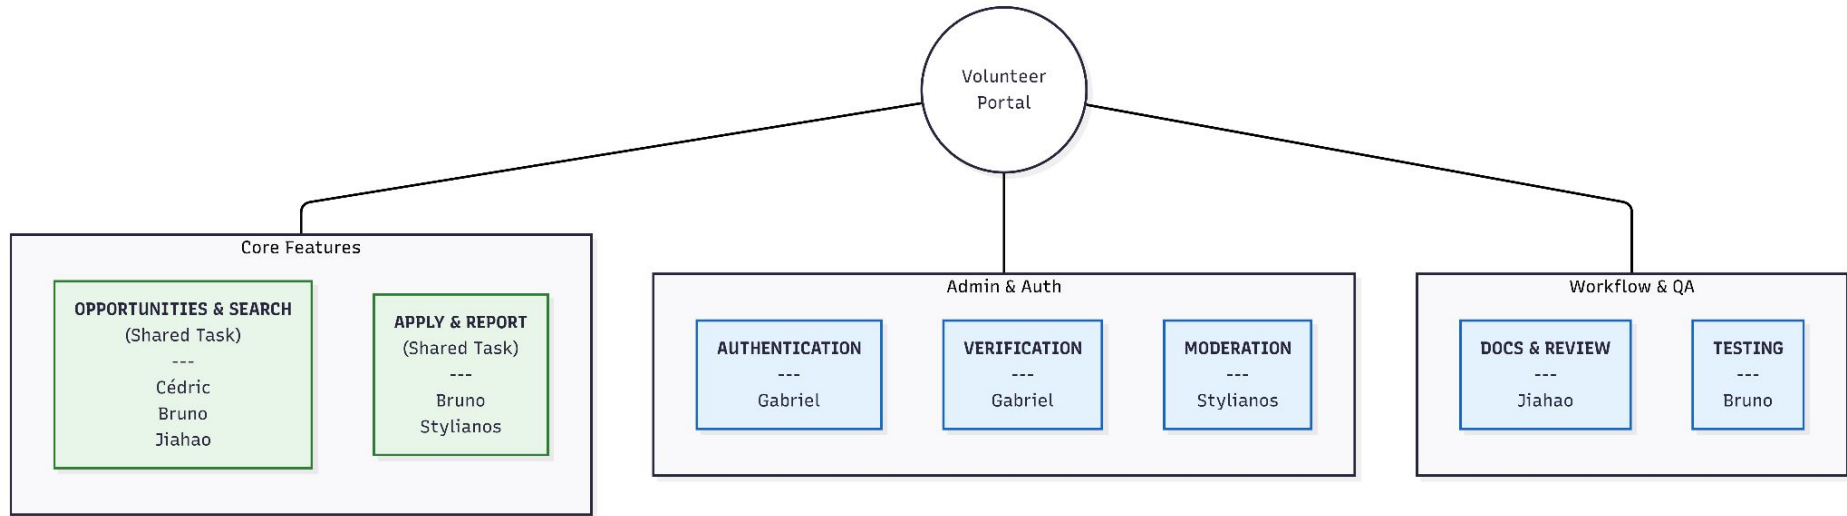 Volunteer
Portal
Core Features
OPPORTUNITIES & SEARCH
(Shared Task)
---
Cédric
Bruno
Jiahao
APPLY & REPORT
(Shared Task)
---
Bruno
Stylianos
Admin & Auth
AUTHENTICATION
---
Gabriel
VERIFICATION
---
Gabriel
MODERATION
---
Stylianos
Workflow & QA
DOCS & REVIEW
---
Jiahao
TESTING
---
Bruno